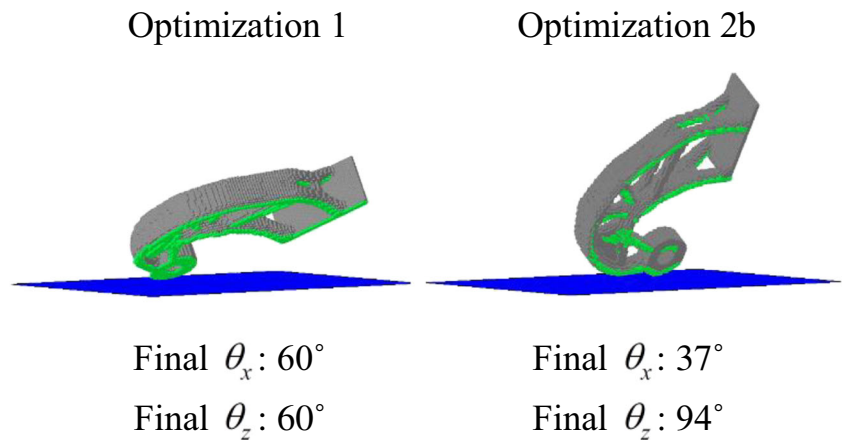 Optimization 1
Optimization 2b
Final θx: 60°
Final θz: 60°
Final θx: 37°
Final θz: 94°